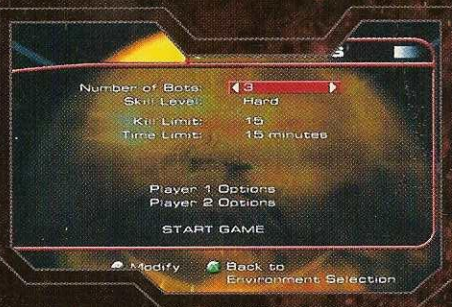 S
Number of Bots: 3
Skill Level: Hard
Kill Limit: 15
Time Limit: 15 minutes
Player 1 Options
Player 2 Options
START GAME
Modify
Back to
Environment Selection